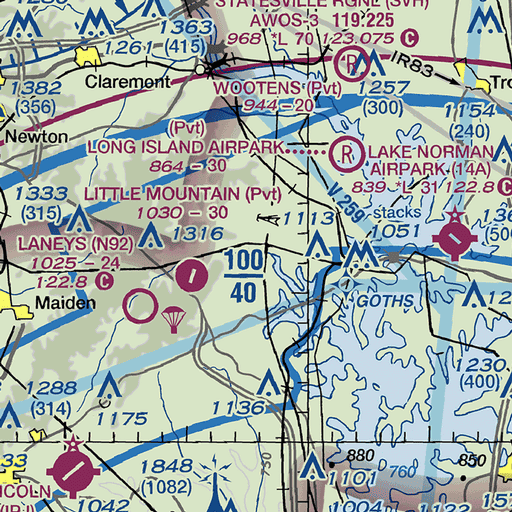 STATESVILLE RGNL (SVH)
AWOS-3 119.225
968 *L 70 123.075 C
1280
1363
(415)
1261
Claremont
R
IR83
1257
(300)
1382
(356)
WOOTENS (Pvt)
944 - 20
1154
(240)
Newton
(Pvt)
LONG ISLAND AIRPARK
864 - 30
R
LAKE NORMAN
AIRPARK (14A)
839 *L 31 122.8 C
1333
(315)
LITTLE MOUNTAIN (Pvt)
1030 - 30
V 259
1113
stacks
1051
LANEYS (N92)
1025 - 24
122.8 C
1316
100
40
GOTHS
Maiden
1288
(314)
1175
1136
1230
(400)
750
880
760
850
1848
(1082)
1101
1042
1004
1122